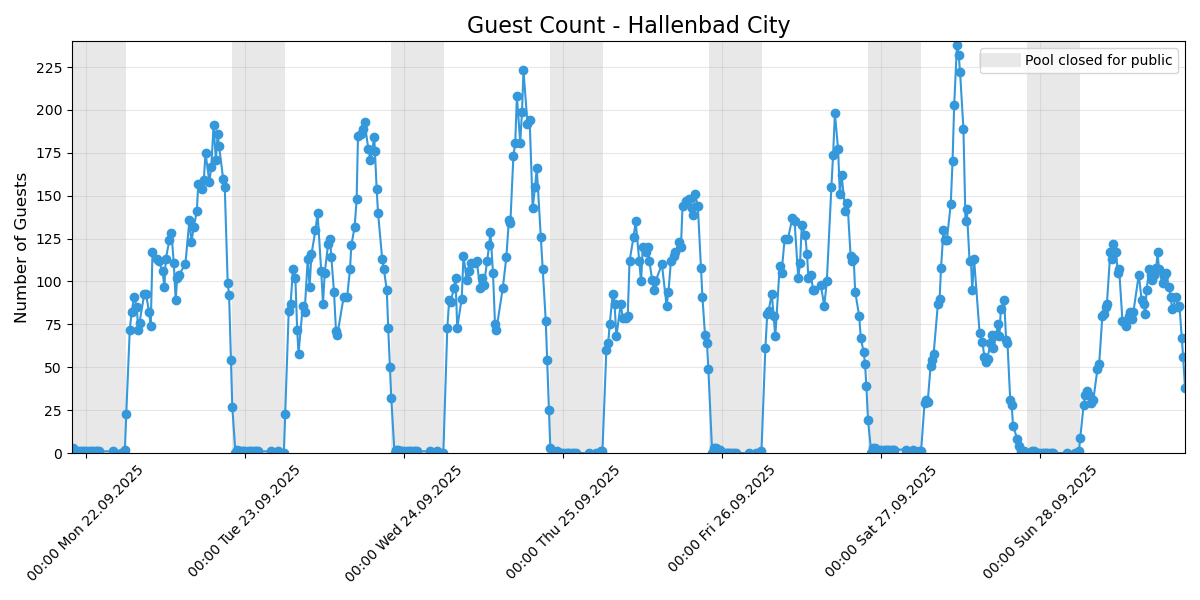 Guest Count - Hallenbad City
Pool closed for public
Number of Guests
225
200
175
150
125
100
75
50
25
0
00:00 Mon 22.09.2025
00:00 Tue 23.09.2025
00:00 Wed 24.09.2025
00:00 Thu 25.09.2025
00:00 Fri 26.09.2025
00:00 Sat 27.09.2025
00:00 Sun 28.09.2025